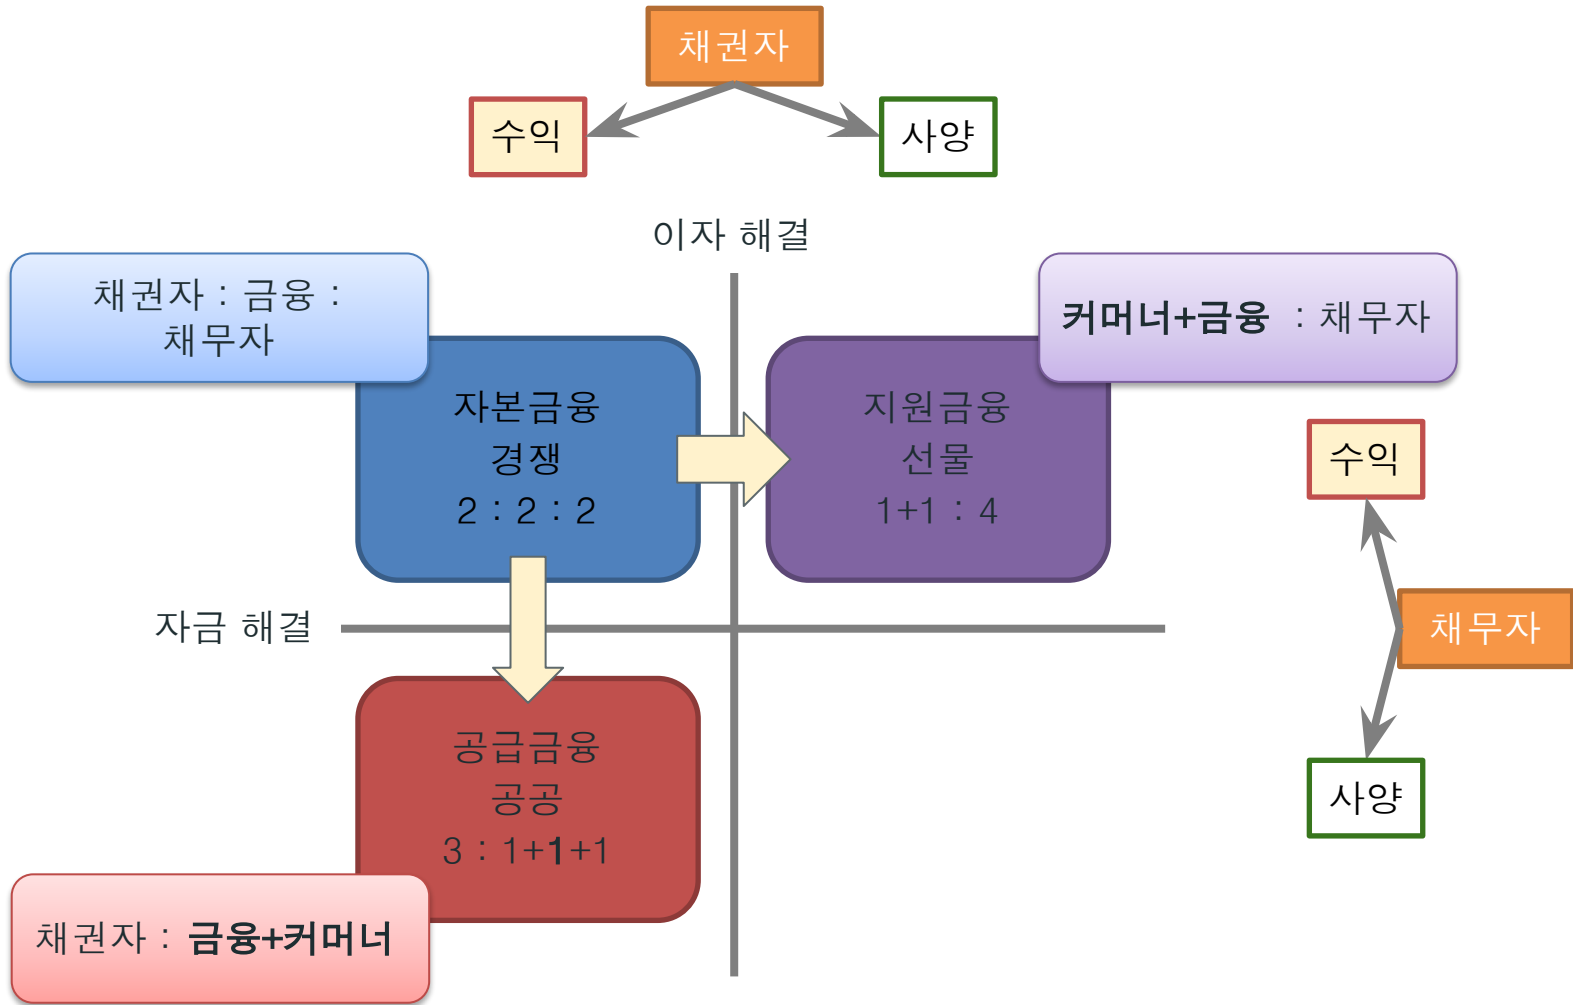 채권자
수익
사양
이자 해결
채권자 : 금융 :
채무자
커머너+금융 : 채무자
자본금융
경쟁
2 : 2 : 2
지원금융
선물
1+1 : 4
수익
자금 해결
채무자
공급금융
공공
3 : 1+1+1
사양
채권자 : 금융+커머너